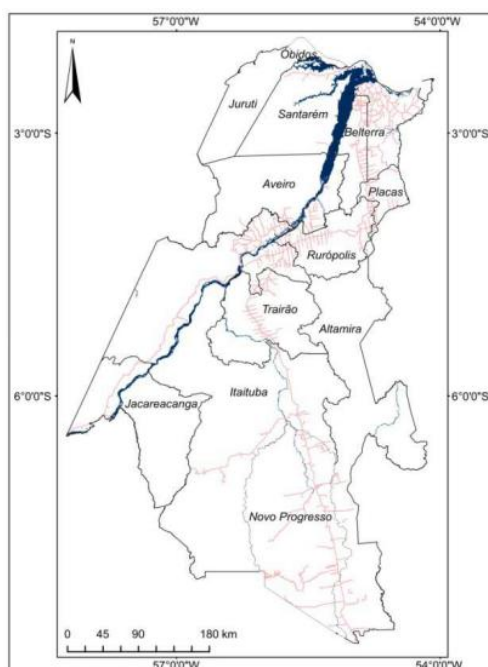 57°0'0"W 54°0'0"W
N
Óbidos
Juruti
Santarém
3°0'0"S Belterra 3°0'0"S
Aveiro
Placas
Rurópolis
Trairão
Altamira
6°0'0"S Itaituba 6°0'0"S
Jacareacanga
Novo Progresso
0 45 90 180 km
57°0'0"W 54°0'0"W